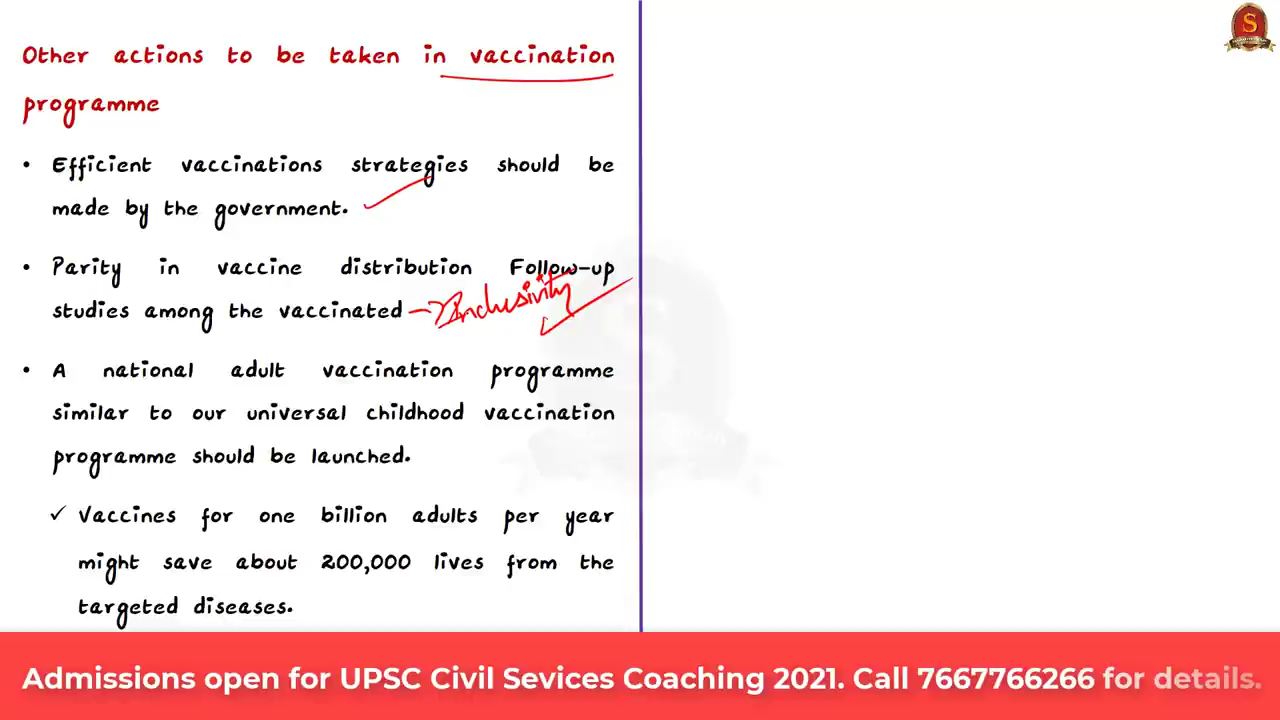 Other actions to be taken in vaccination
programme
• Efficient vaccinations strategies should be
made by the government.
• Parity in vaccine distribution Follow-up
studies among the vaccinated
Inclusivity
• A national adult vaccination programme
similar to our universal childhood vaccination
programme should be launched.
✓ Vaccines for one billion adults per year
might save about 200,000 lives from the
targeted diseases.
S
Admissions open for UPSC Civil Sevices Coaching 2021. Call 7667766266 for details.